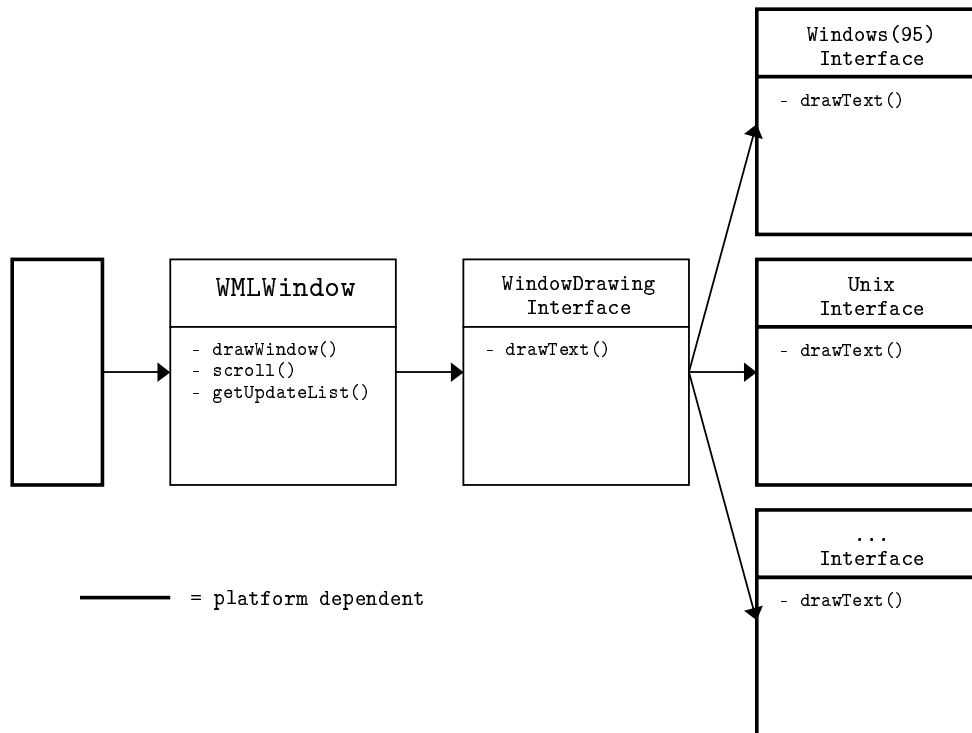 Windows(95)
Interface
- drawText()
WMLWindow
- drawWindow()
- scroll()
- getUpdateList()
WindowDrawing
Interface
- drawText()
Unix
Interface
- drawText()
...
Interface
- drawText()
= platform dependent